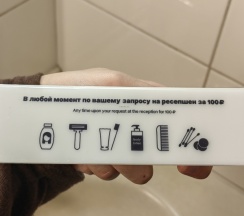 В любой момент по вашему запросу на ресепшен за 100 ₽
Any time upon your request at the reception for 100 ₽